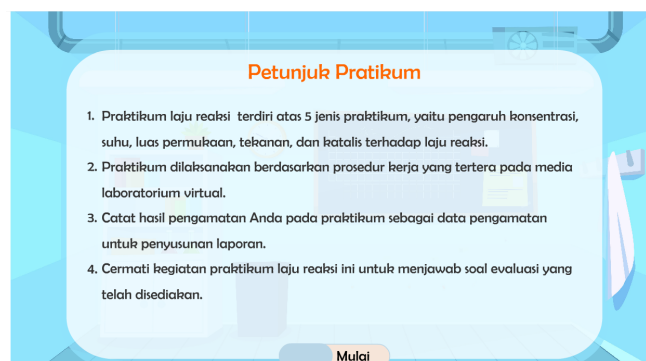 Petunjuk Pratikum
1. Praktikum laju reaksi terdiri atas 5 jenis praktikum, yaitu pengaruh konsentrasi,
suhu, luas permukaan, tekanan, dan katalis terhadap laju reaksi.
2. Praktikum dilaksanakan berdasarkan prosedur kerja yang tertera pada media
laboratorium virtual.
3. Catat hasil pengamatan Anda pada praktikum sebagai data pengamatan
untuk penyusunan laporan.
4. Cermati kegiatan praktikum laju reaksi ini untuk menjawab soal evaluasi yang
telah disediakan.
Mulai